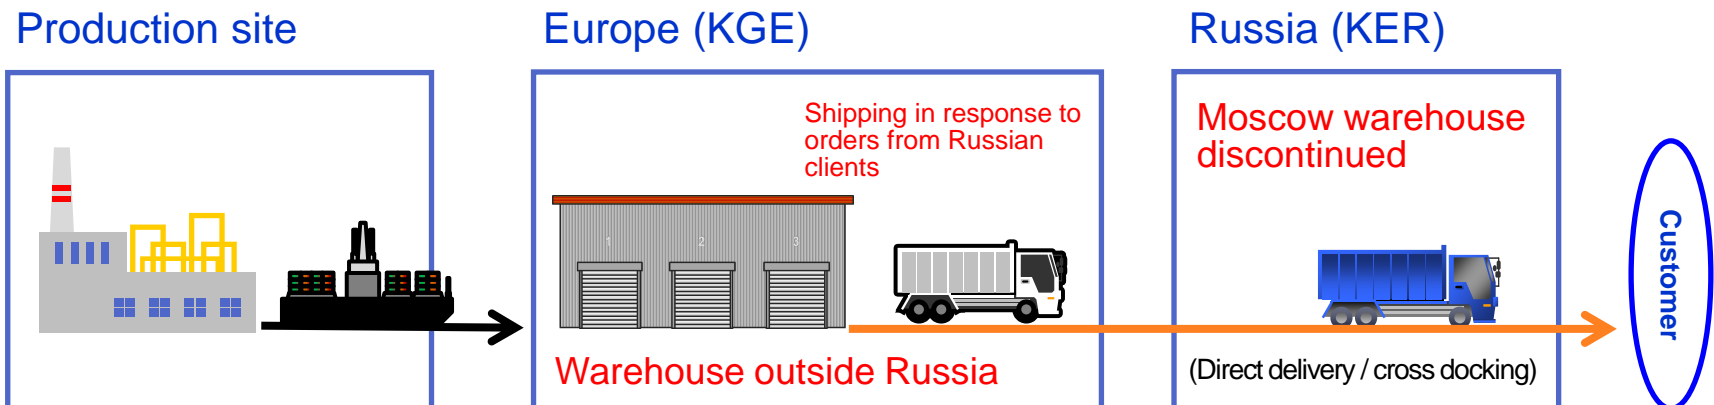 Production site
Europe (KGE)
Russia (KER)
Shipping in response to
orders from Russian
clients
1
2
3
Warehouse outside Russia
Moscow warehouse
discontinued
(Direct delivery / cross docking)
Customer